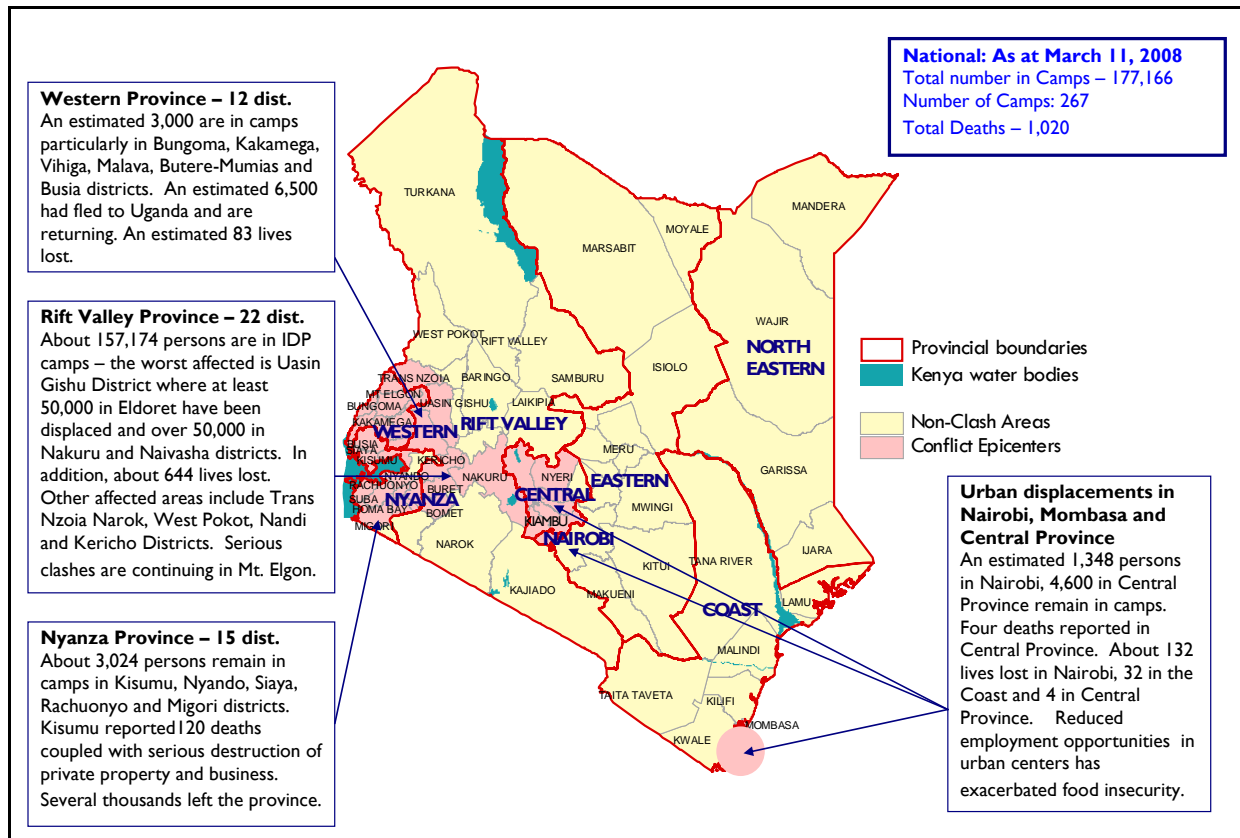 National: As at March 11, 2008
Total number in Camps – 177,166
Number of Camps: 267
Total Deaths – 1,020
Western Province – 12 dist.
An estimated 3,000 are in camps
particularly in Bungoma, Kakamega,
Vihiga, Malava, Butere-Mumias and
Busia districts. An estimated 6,500
had fled to Uganda and are
returning. An estimated 83 lives
lost.
Rift Valley Province – 22 dist.
About 157,174 persons are in IDP
camps – the worst affected is Uasin
Gishu District where at least
50,000 in Eldoret have been
displaced and over 50,000 in
Nakuru and Naivasha districts. In
addition, about 644 lives lost.
Other affected areas include Trans
Nzoia Narok, West Pokot, Nandi
and Kericho Districts. Serious
clashes are continuing in Mt. Elgon.
Nyanza Province – 15 dist.
About 3,024 persons remain in
camps in Kisumu, Nyando, Siaya,
Rachuonyo and Migori districts.
Kisumu reported120 deaths
coupled with serious destruction of
private property and business.
Several thousands left the province.
TURKANA
MANDERA
MOYALE
MARSABIT
WAJIR
NORTH
EASTERN
WEST POKOT
RIFT VALLEY
ISIOLO
TRANS NZOIA
BARINGO
SAMBURU
MT ELGON
UASIN GISHU
LAIKIPIA
BUNGOMA
KAKAMEGA
WESTERN
RIFT VALLEY
BUSIA
SIAYA
KISUMU
KERICHO
MERU
NYANDO
NAKURU
NYERI
EASTERN
GARISSA
RACHUONYO
BURET
SUBA
NYANZA
CENTRAL
HOMA BAY
BOMET
MWINGI
MIGORI
KIAMBU
NAROK
NAIROBI
IJARA
KITUI
TANA RIVER
KAJIADO
MAKUENI
COAST
LAMU
MALINDI
TAITA TAVETA
KILIFI
MOMBASA
KWALE
Provincial boundaries
Kenya water bodies
Non-Clash Areas
Conflict Epicenters
Urban displacements in
Nairobi, Mombasa and
Central Province
An estimated 1,348 persons
in Nairobi, 4,600 in Central
Province remain in camps.
Four deaths reported in
Central Province. About 132
lives lost in Nairobi, 32 in the
Coast and 4 in Central
Province. Reduced
employment opportunities in
urban centers has
exacerbated food insecurity.